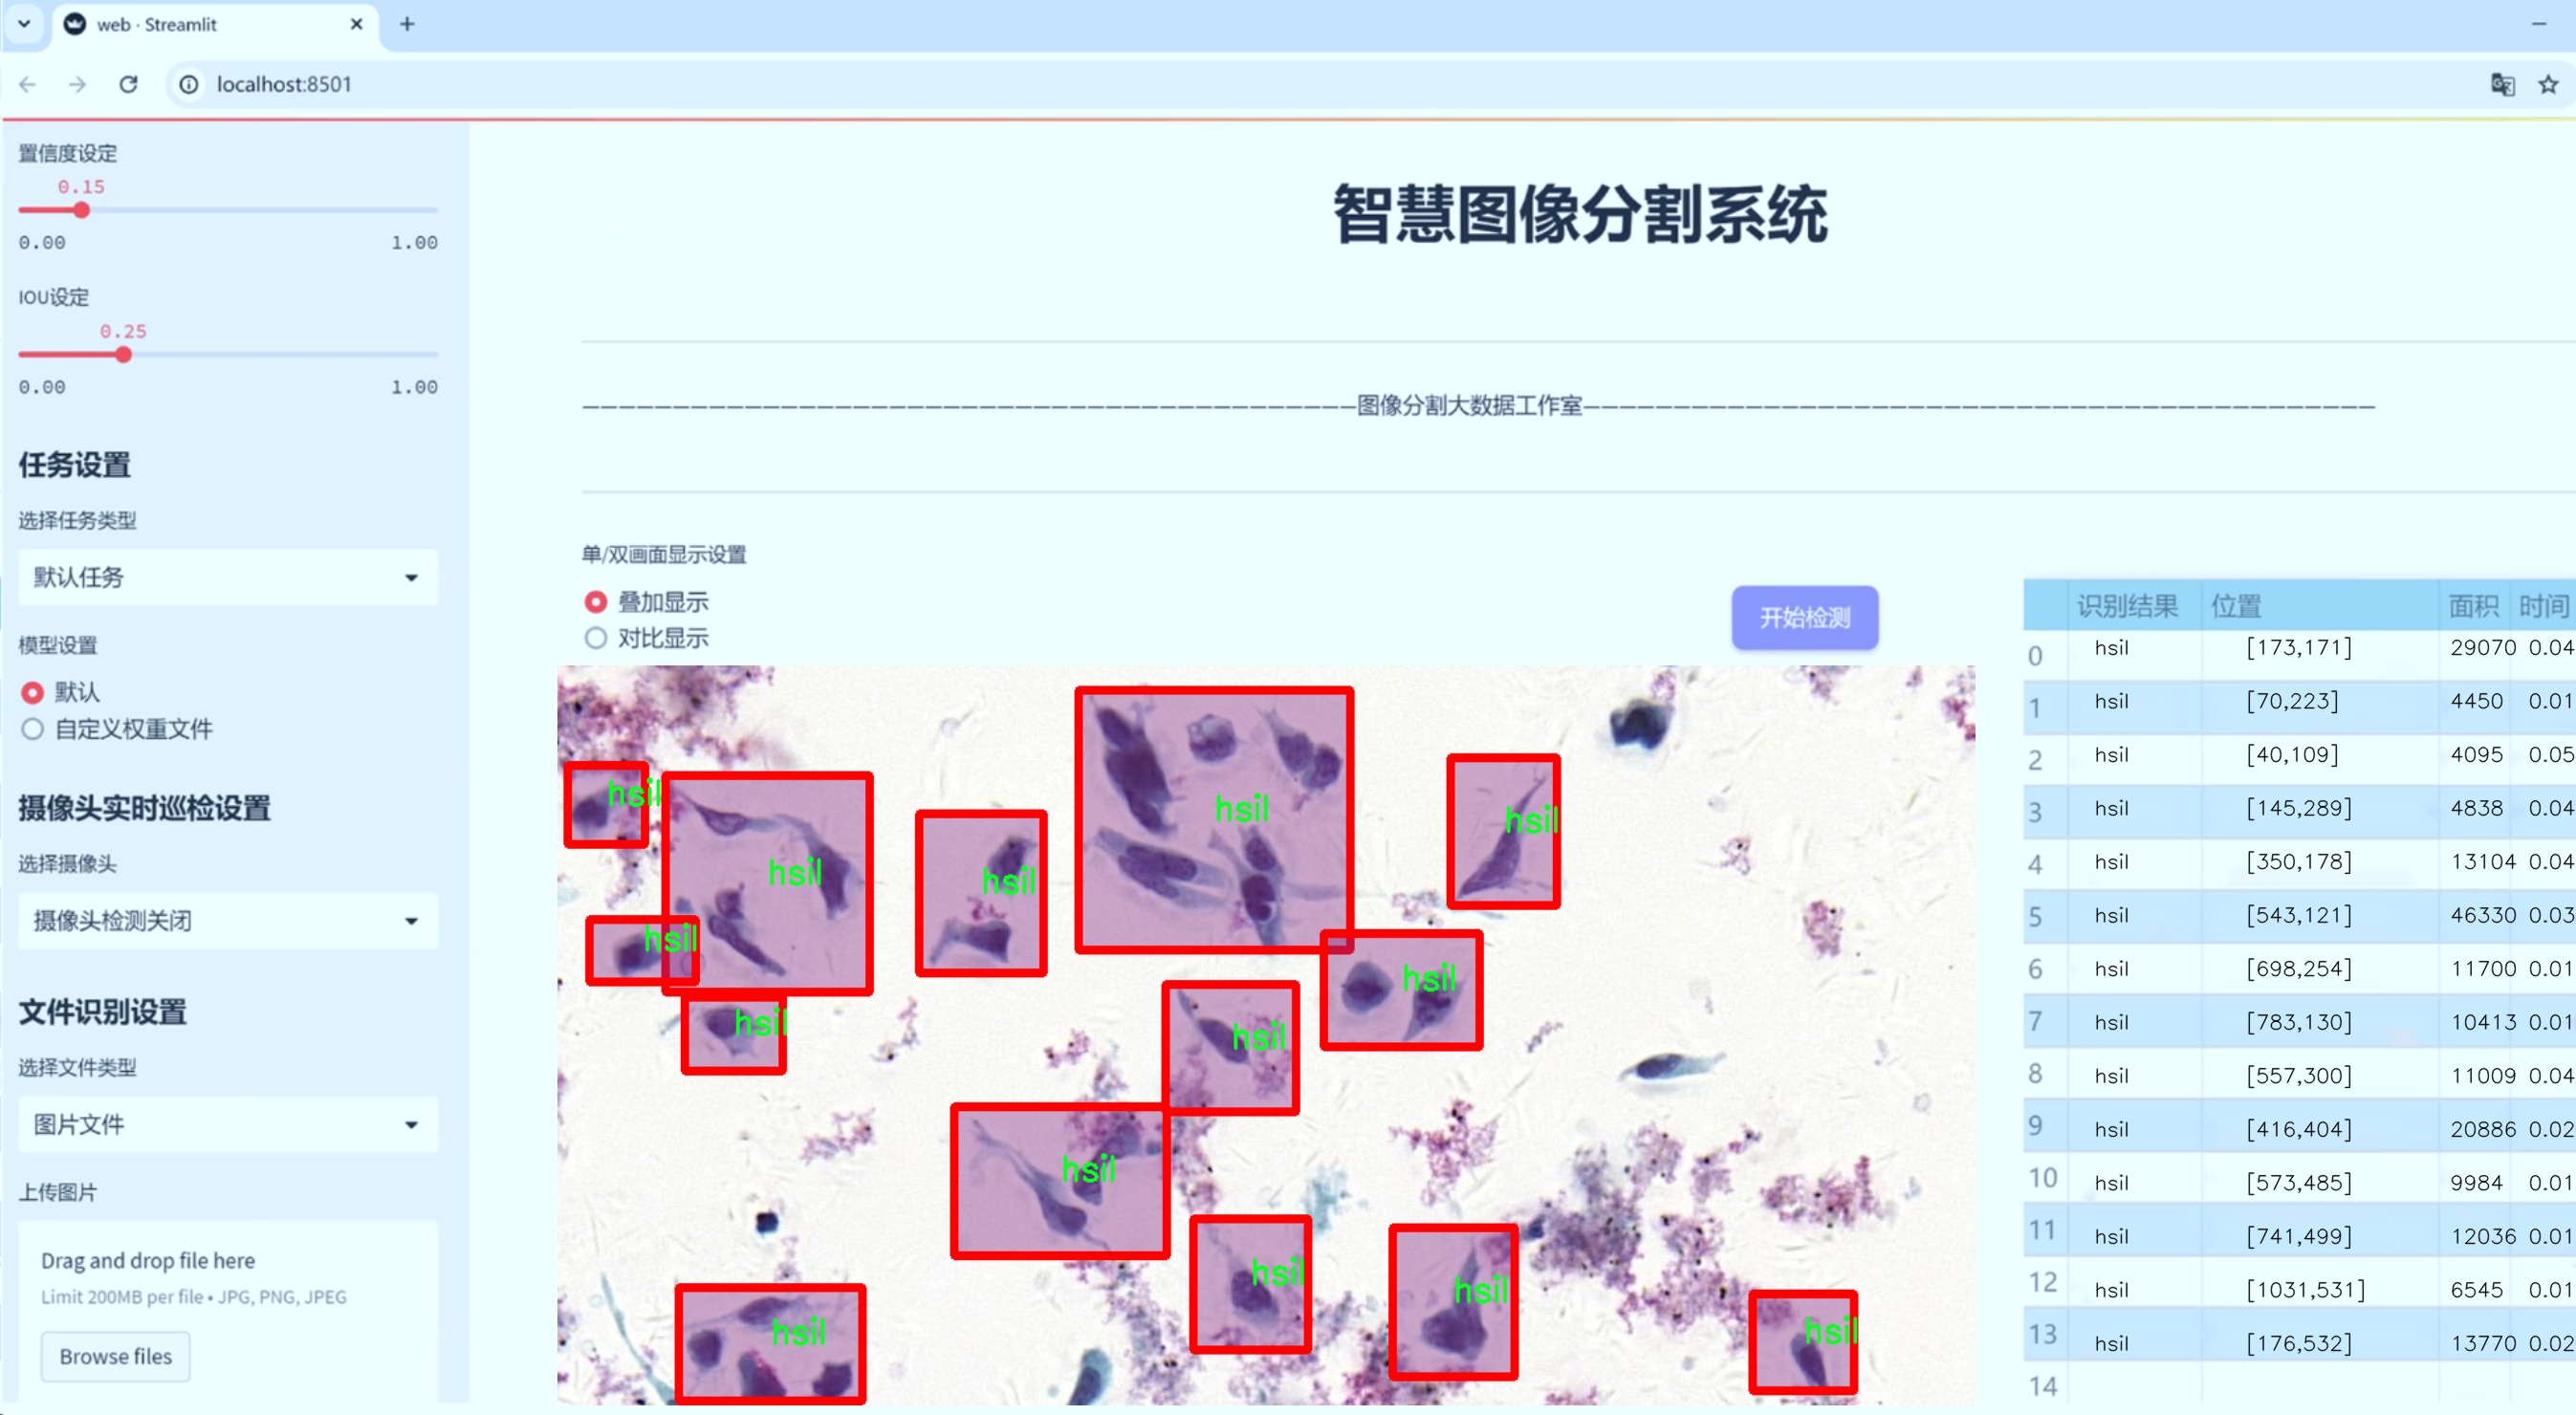 web · Streamlit
localhost:8501
置信度设定
0.15
0.00 1.00
IOU设定
0.25
0.00 1.00
任务设置
选择任务类型
默认任务
模型设置
默认
自定义权重文件
摄像头实时巡检设置
选择摄像头
摄像头检测关闭
文件识别设置
选择文件类型
图片文件
上传图片
Drag and drop file here
Limit 200MB per file • JPG, PNG, JPEG
Browse files
智慧图像分割系统
图像分割大数据工作室
单/双画面显示设置
叠加显示
对比显示
开始检测
hsil
hsil
hsil
hsil
hsil
hsil
hsil
hsil
hsil
hsil
hsil
hsil
hsil
hsil
识别结果 位置 面积 时间
0 hsil [173,171] 29070 0.04
1 hsil [70,223] 4450 0.01
2 hsil [40,109] 4095 0.05
3 hsil [145,289] 4838 0.04
4 hsil [350,178] 13104 0.04
5 hsil [543,121] 46330 0.03
6 hsil [698,254] 11700 0.01
7 hsil [783,130] 10413 0.01
8 hsil [557,300] 11009 0.04
9 hsil [416,404] 20886 0.02
10 hsil [573,485] 9984 0.01
11 hsil [741,499] 12036 0.01
12 hsil [1031,531] 6545 0.01
13 hsil [176,532] 13770 0.02
14